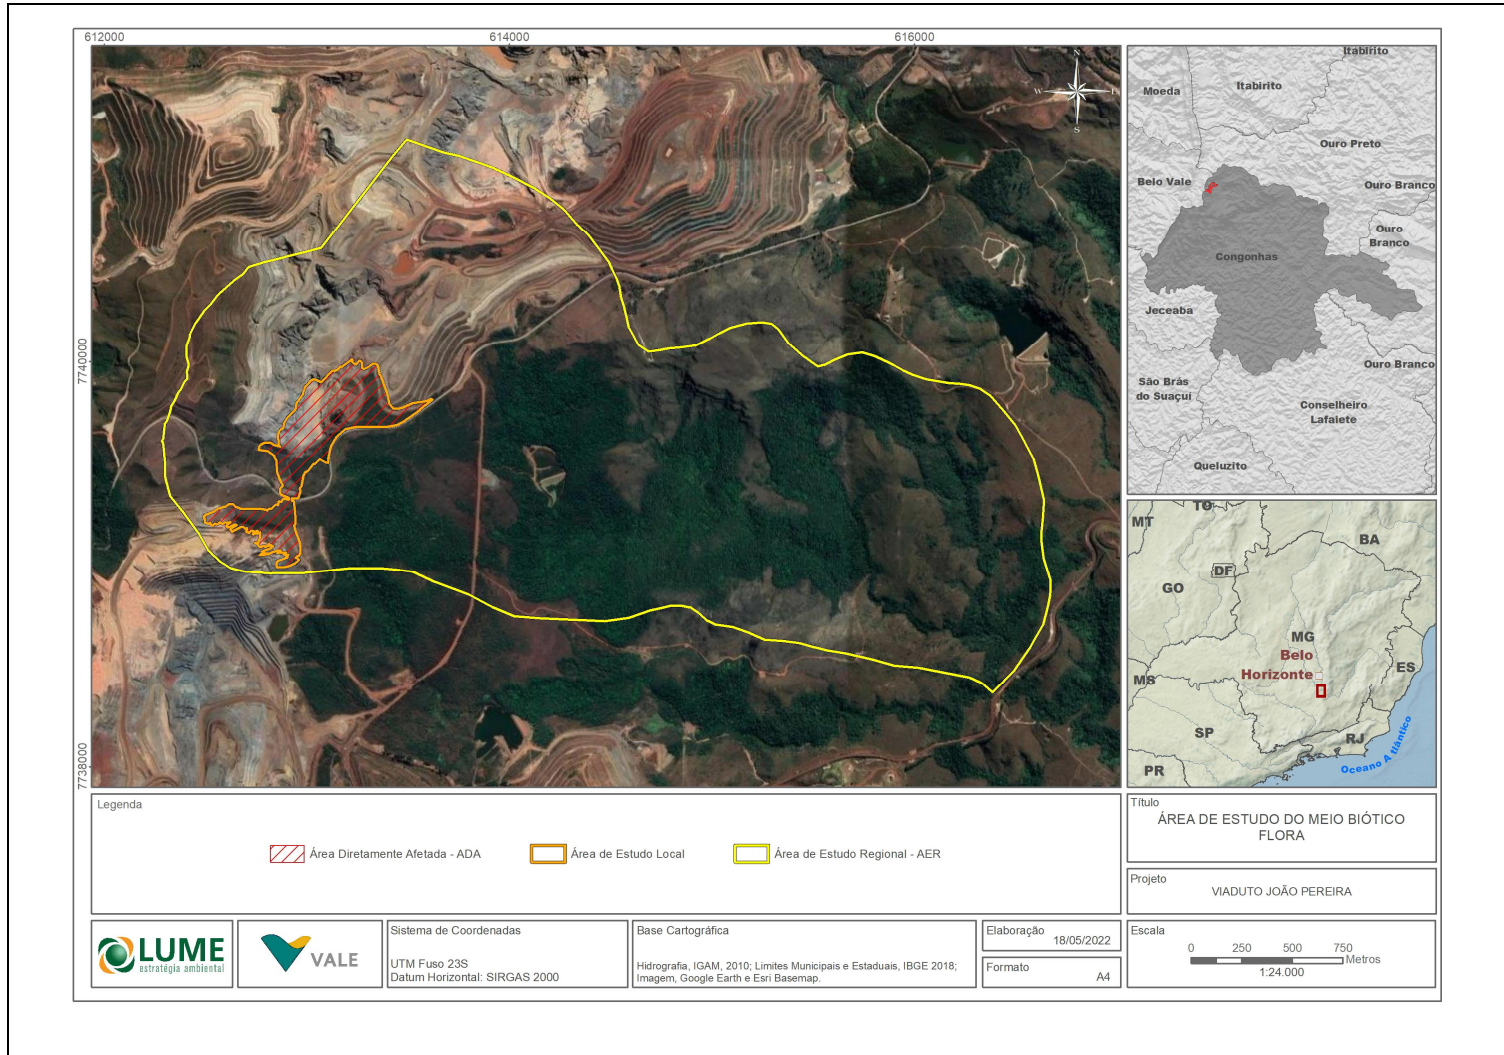 612000
614000
616000
7740000
7738000
N
W
E
S
Itabirito
Moeda
Itabirito
Ouro Preto
Belo Vale
Ouro Branco
Ouro
Branco
Congonhas
Jeceaba
Ouro Branco
São Brás
do Suaçuí
Conselheiro
Lafaiete
Queluzito
TO
MT
BA
DF
GO
MG
Belo
Horizonte
ES
MS
SP
RJ
PR
Oceano Atlântico
Legenda
Área Diretamente Afetada - ADA
Área de Estudo Local
Área de Estudo Regional - AER
Título
ÁREA DE ESTUDO DO MEIO BIÓTICO
FLORA
Projeto
VIADUTO JOÃO PEREIRA
LUME
estratégia ambiental
VALE
Sistema de Coordenadas
UTM Fuso 23S
Datum Horizontal: SIRGAS 2000
Base Cartográfica
Hidrografia, IGAM, 2010; Limites Municipais e Estaduais, IBGE 2018;
Imagem, Google Earth e Esri Basemap.
Elaboração
18/05/2022
Formato
A4
Escala
0 250 500 750
Metros
1:24.000